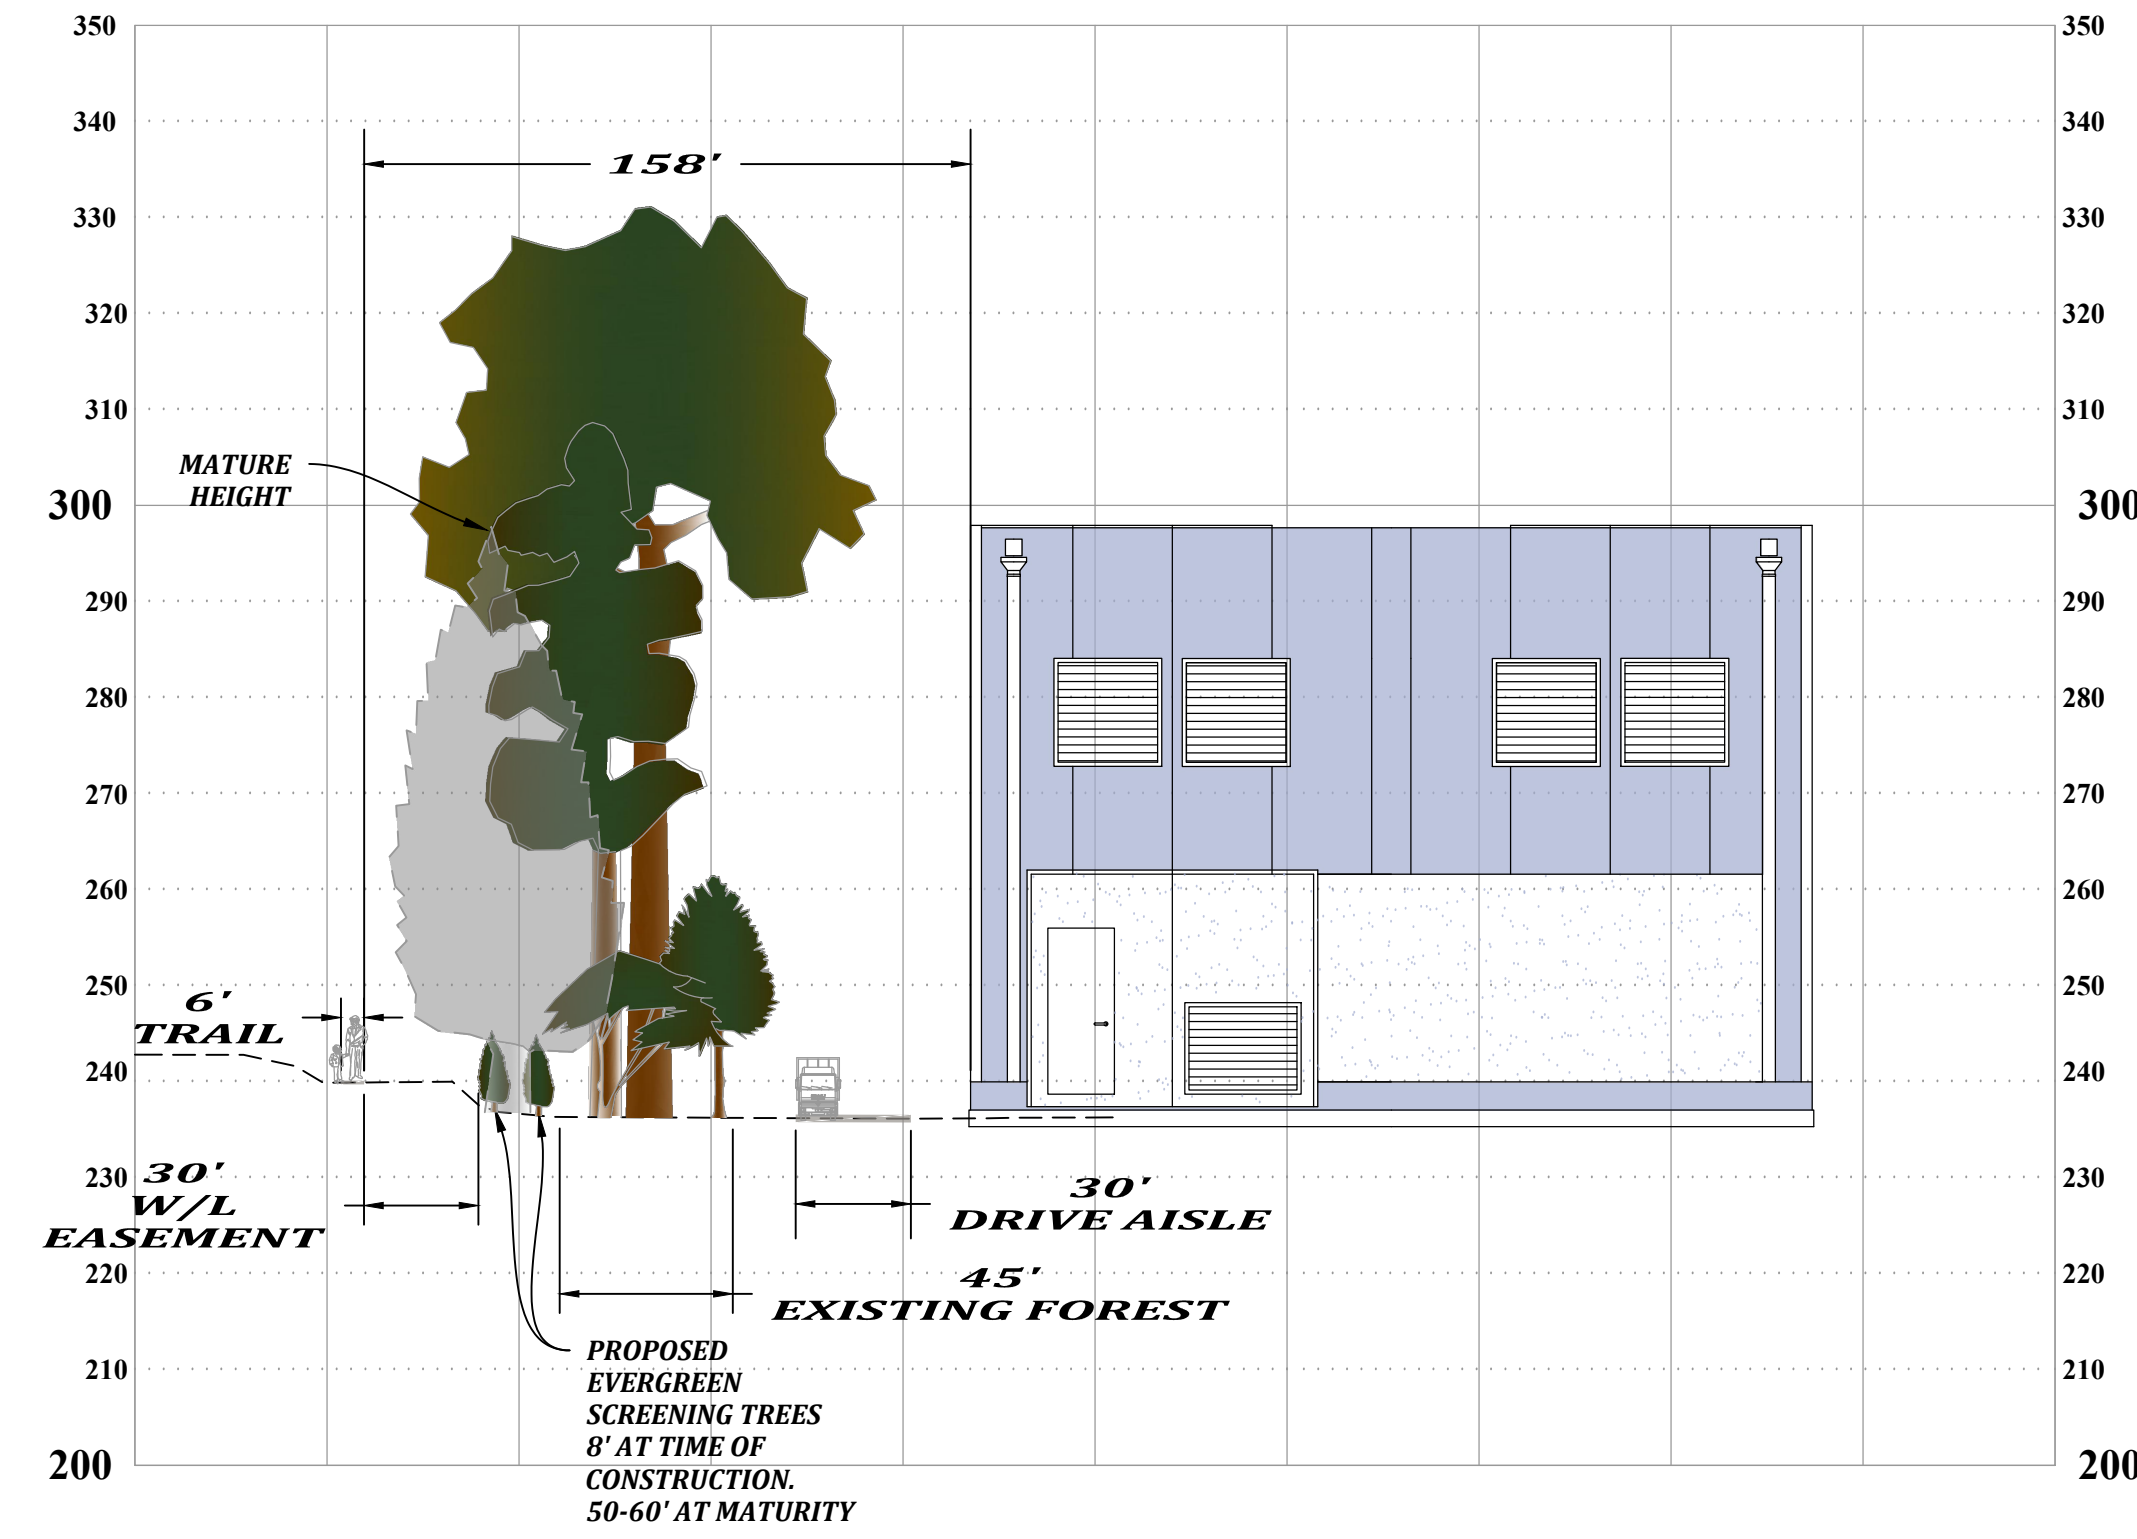 350
350
340
340
158'
330
330
320
320
310
310
MATURE
HEIGHT
300
300
290
290
280
280
270
270
260
260
250
250
6'
TRAIL
240
240
230
230
30'
W/L
EASEMENT
30'
DRIVE AISLE
220
220
45'
EXISTING FOREST
210
210
PROPOSED
EVERGREEN
SCREENING TREES
8' AT TIME OF
CONSTRUCTION.
50-60' AT MATURITY
200
200